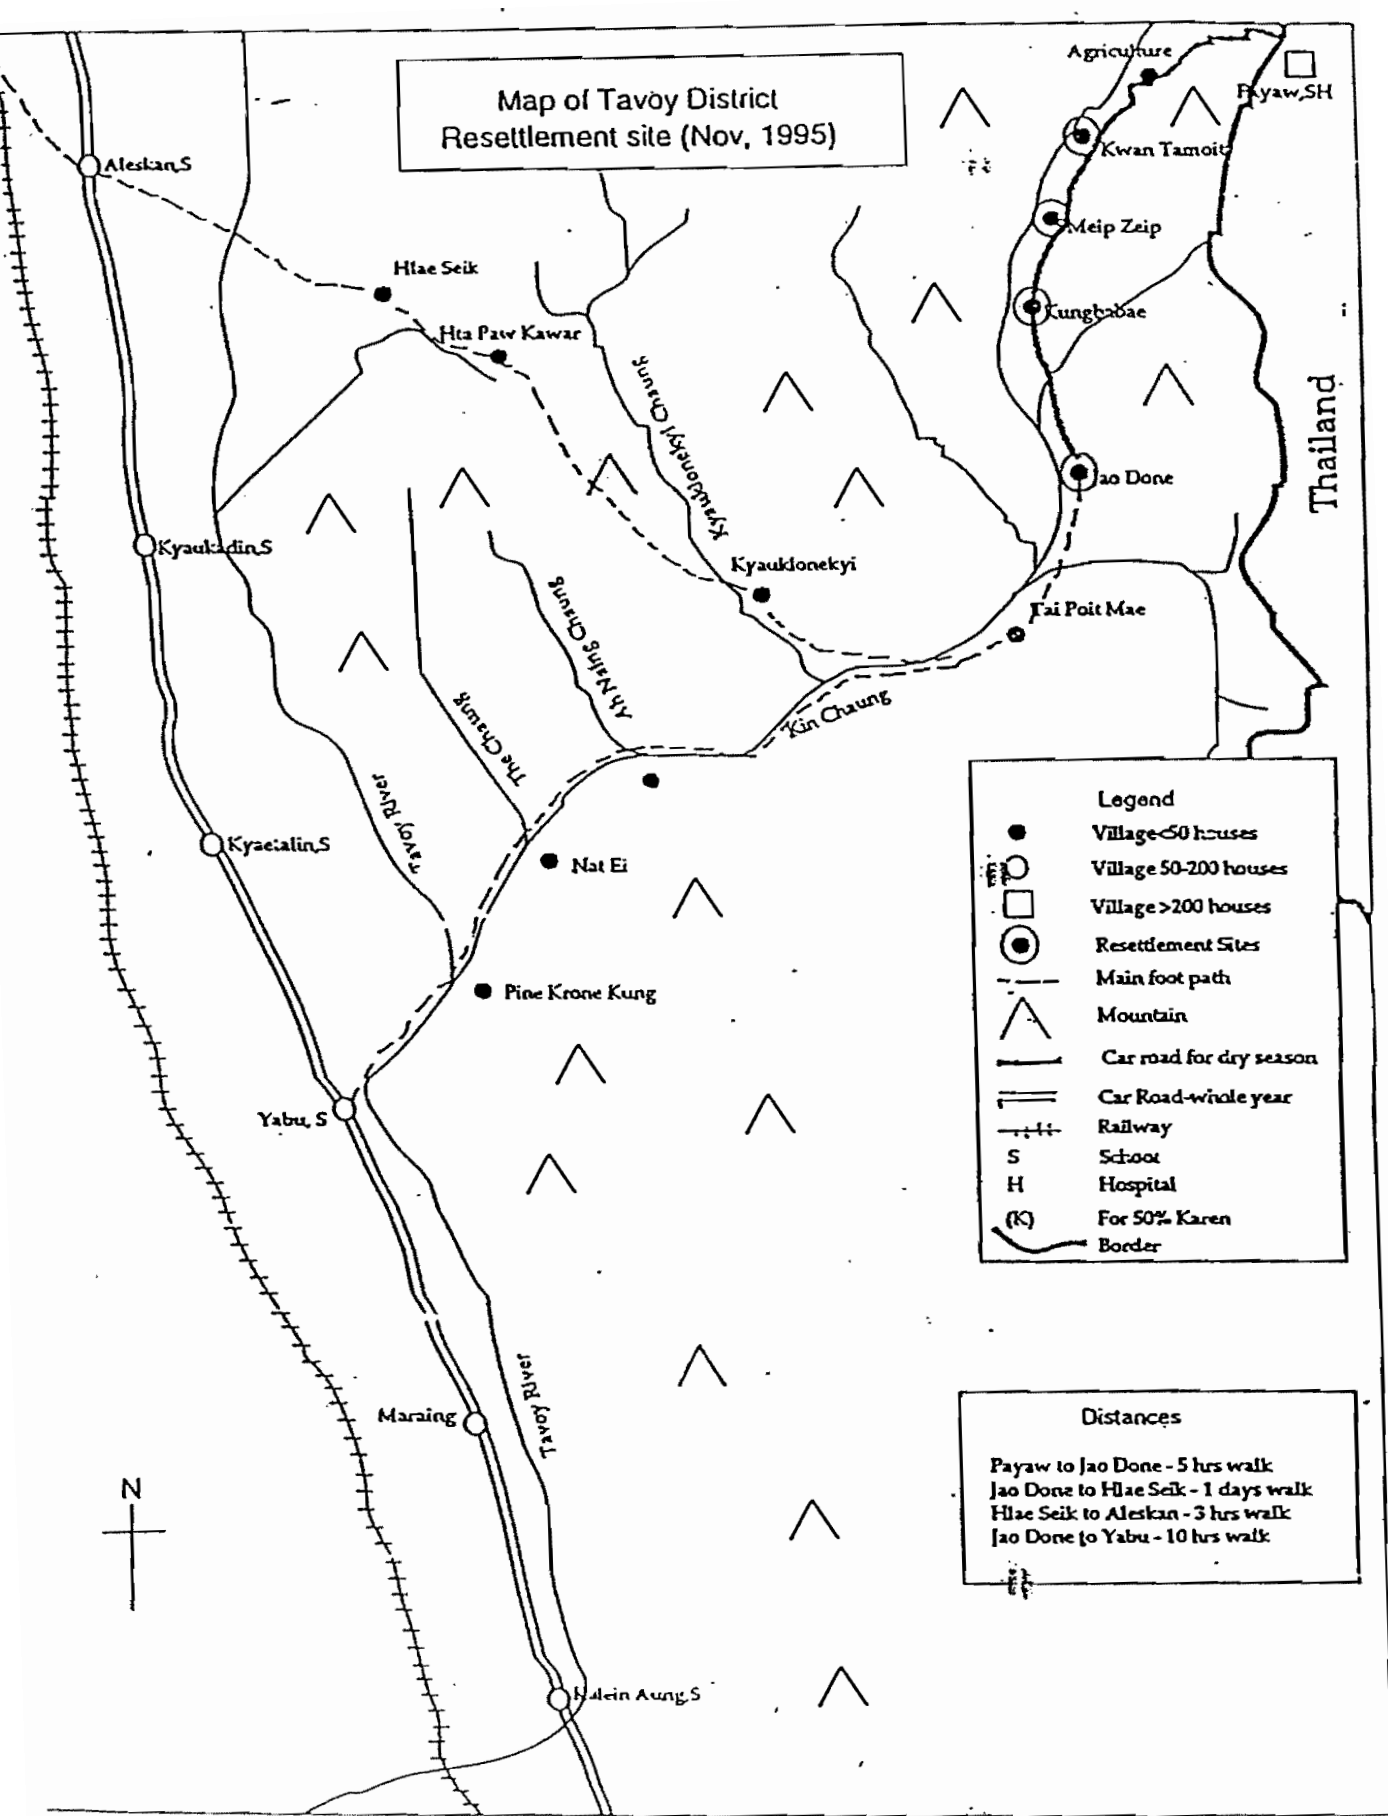 Map of Tavoy District
Resettlement site (Nov, 1995)
Agriculture
Payaw,SH
Kwan Tamoit
Meip Zeip
Aleskan,S
Hlae Seik
Hta Paw Kawar
Kungbabae
Thailand
Kyauklonekyi Chaung
Jao Done
Kyaukadin,S
Kyauklonekyi
Tai Poit Mae
Ah Naing Chaung
The Chaung
Kin Chaung
Tavoy River
Kyaetalin,S
Nat Ei
Pine Krone Kung
Yabu, S
Maraing
Tavoy River
Aung,S
N
Legend
Village<50 houses
Village 50-200 houses
Village >200 houses
Resettlement Sites
Main foot path
Mountain
Car road for dry season
Car Road-whole year
Railway
S School
H Hospital
(K) For 50% Karen
Border
Distances
Payaw to Jao Done - 5 hrs walk
Jao Done to Hlae Seik - 1 days walk
Hlae Seik to Aleskan - 3 hrs walk
Jao Done to Yabu - 10 hrs walk